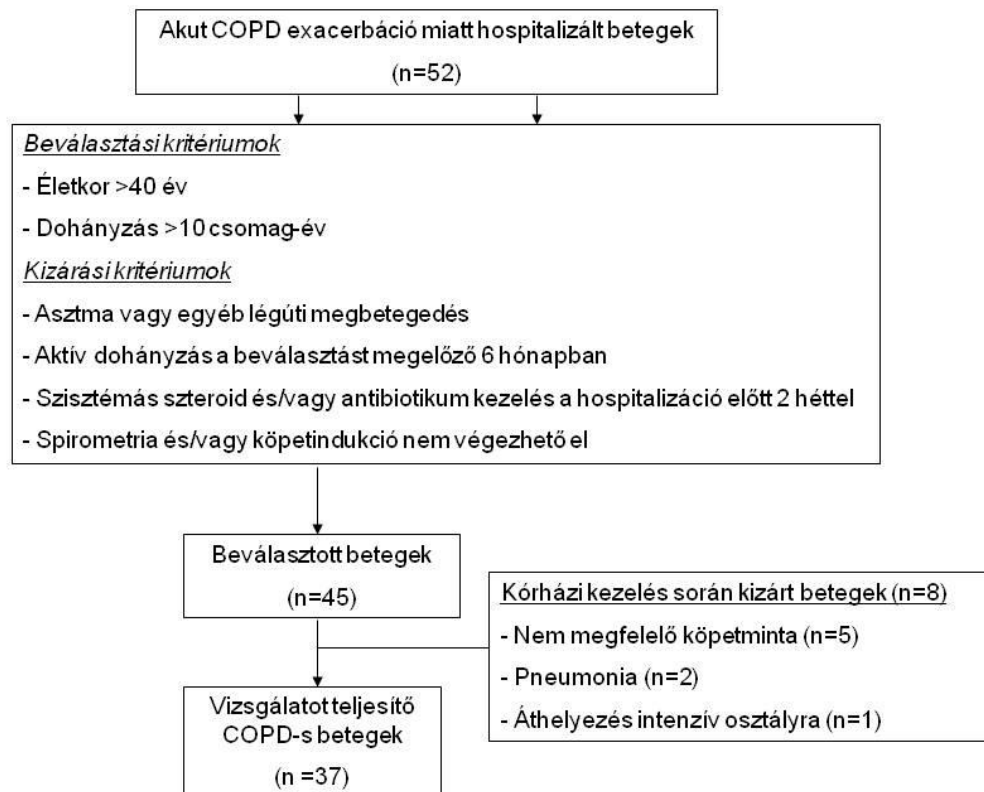 Akut COPD exacerbáció miatt hospitalizált betegek
(n=52)
Beválasztási kritériumok
- Életkor >40 év
- Dohányzás >10 csomag-év
Kizárási kritériumok
- Asztma vagy egyéb légúti megbetegedés
- Aktív dohányzás a beválasztást megelőző 6 hónapban
- Szisztémás szteroid és/vagy antibiotikum kezelés a hospitalizáció előtt 2 héttel
- Spirometria és/vagy köpetindukció nem végezhető el
Beválasztott betegek
(n=45)
Kórházi kezelés során kizárt betegek (n=8)
- Nem megfelelő köpetminta (n=5)
- Pneumonia (n=2)
- Áthelyezés intenzív osztályra (n=1)
Vizsgálatot teljesítő
COPD-s betegek
(n =37)